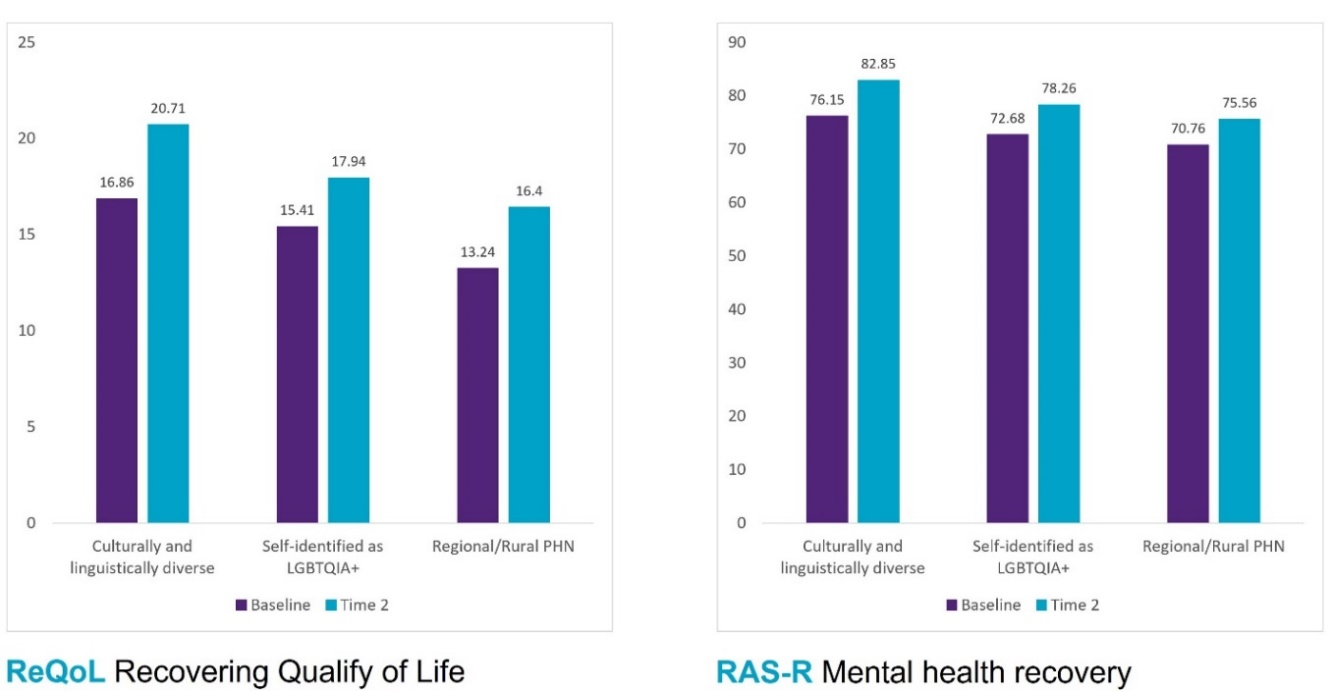 25
20
15
10
5
0
16.86
20.71
15.41
17.94
13.24
16.4
Culturally and
linguistically diverse
Self-identified as
LGBTQIA+
Regional/Rural PHN
Baseline Time 2
ReQoL Recovering Qualify of Life
90
80
70
60
50
40
30
20
10
0
76.15
82.85
72.68
78.26
70.76
75.56
Culturally and
linguistically diverse
Self-identified as
LGBTQIA+
Regional/Rural PHN
Baseline Time 2
RAS-R Mental health recovery